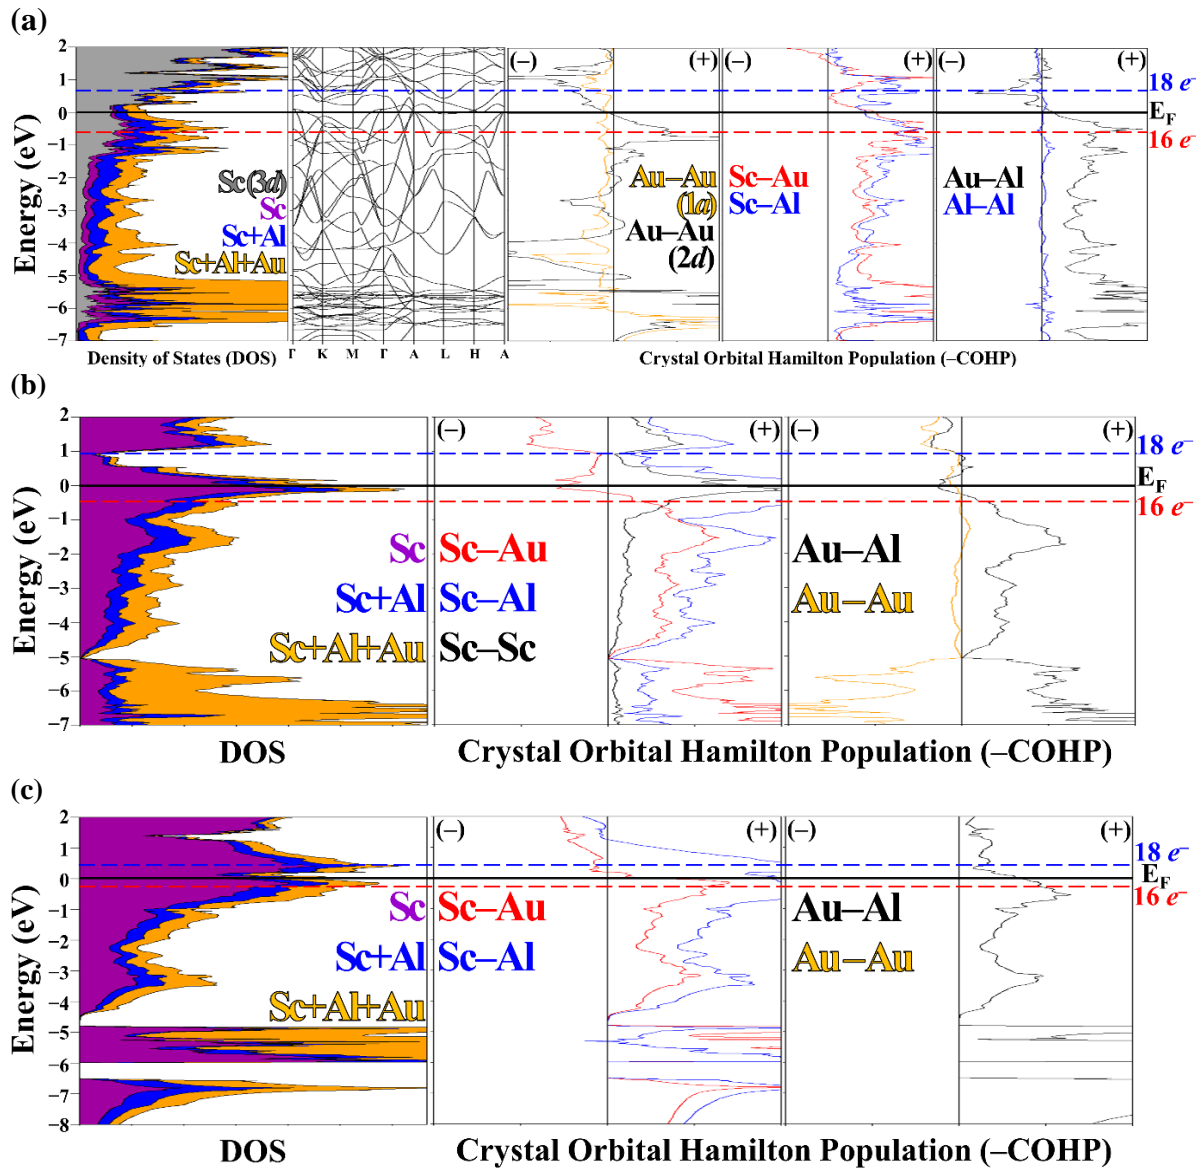 (a)
2
1
0
−1
−2
−3
−4
−5
−6
−7
Energy (eV)
Sc(3d)
Sc
Sc+Al
Sc+Al+Au
Density of States (DOS)
Γ K M Γ A L H A
(−) (+)
Au−Au
(1a)
Au−Au
(2d)
(−) (+)
Sc−Au
Sc−Al
(−) (+)
Au−Al
Al−Al
18 e−
EF
16 e−
Crystal Orbital Hamilton Population (−COHP)
(b)
2
1
0
−1
−2
−3
−4
−5
−6
−7
Energy (eV)
Sc
Sc+Al
Sc+Al+Au
DOS
(−) (+)
Sc−Au
Sc−Al
Sc−Sc
(−) (+)
Au−Al
Au−Au
18 e−
EF
16 e−
Crystal Orbital Hamilton Population (−COHP)
(c)
2
1
0
−1
−2
−3
−4
−5
−6
−7
−8
Energy (eV)
Sc
Sc+Al
Sc+Al+Au
DOS
(−) (+)
Sc−Au
Sc−Al
(−) (+)
Au−Al
Au−Au
18 e−
EF
16 e−
Crystal Orbital Hamilton Population (−COHP)